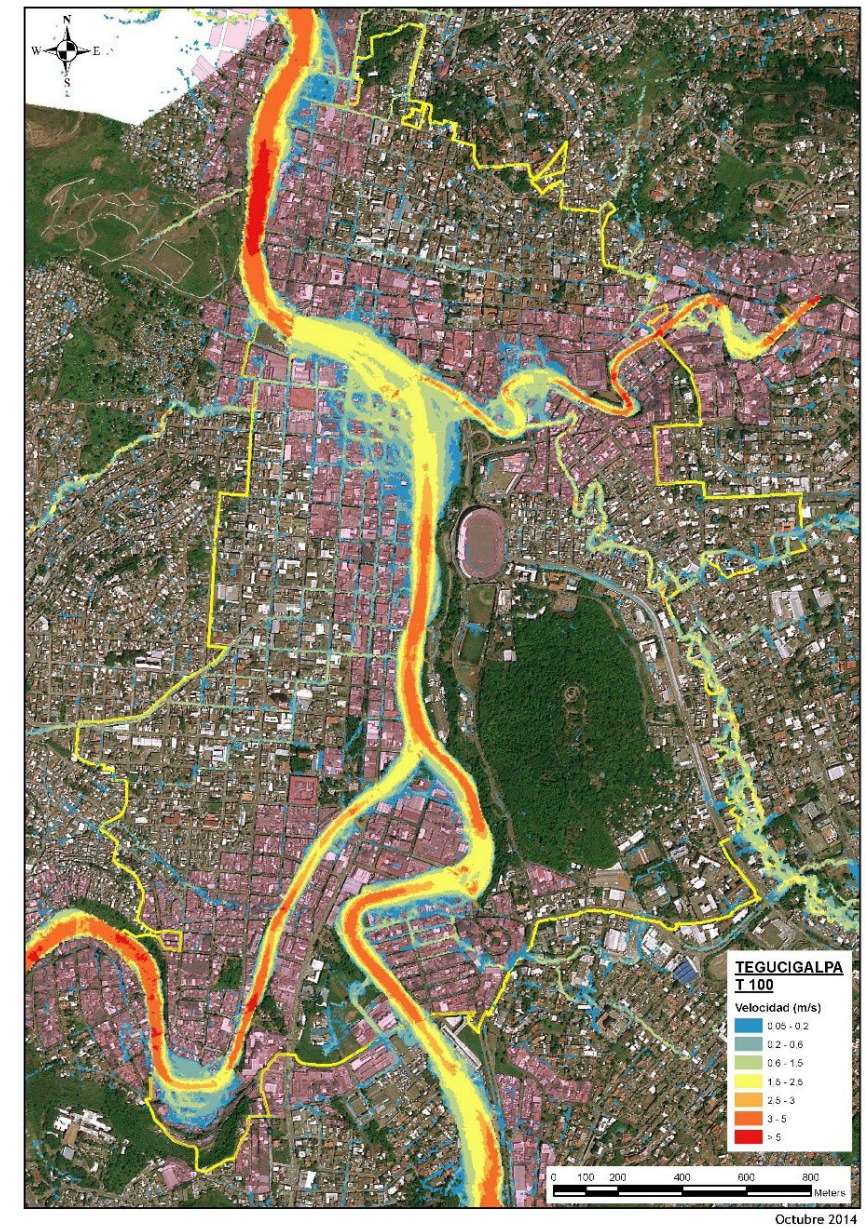 N
W E
S
TEGUCIGALPA
T 100
Velocidad (m/s)
0,05 - 0,2
0.2 - 0,6
0.6 - 1,5
1,5 - 2,5
2,5 - 3
3 - 5
> 5
0 100 200 400 600 800
Meters
Octubre 2014